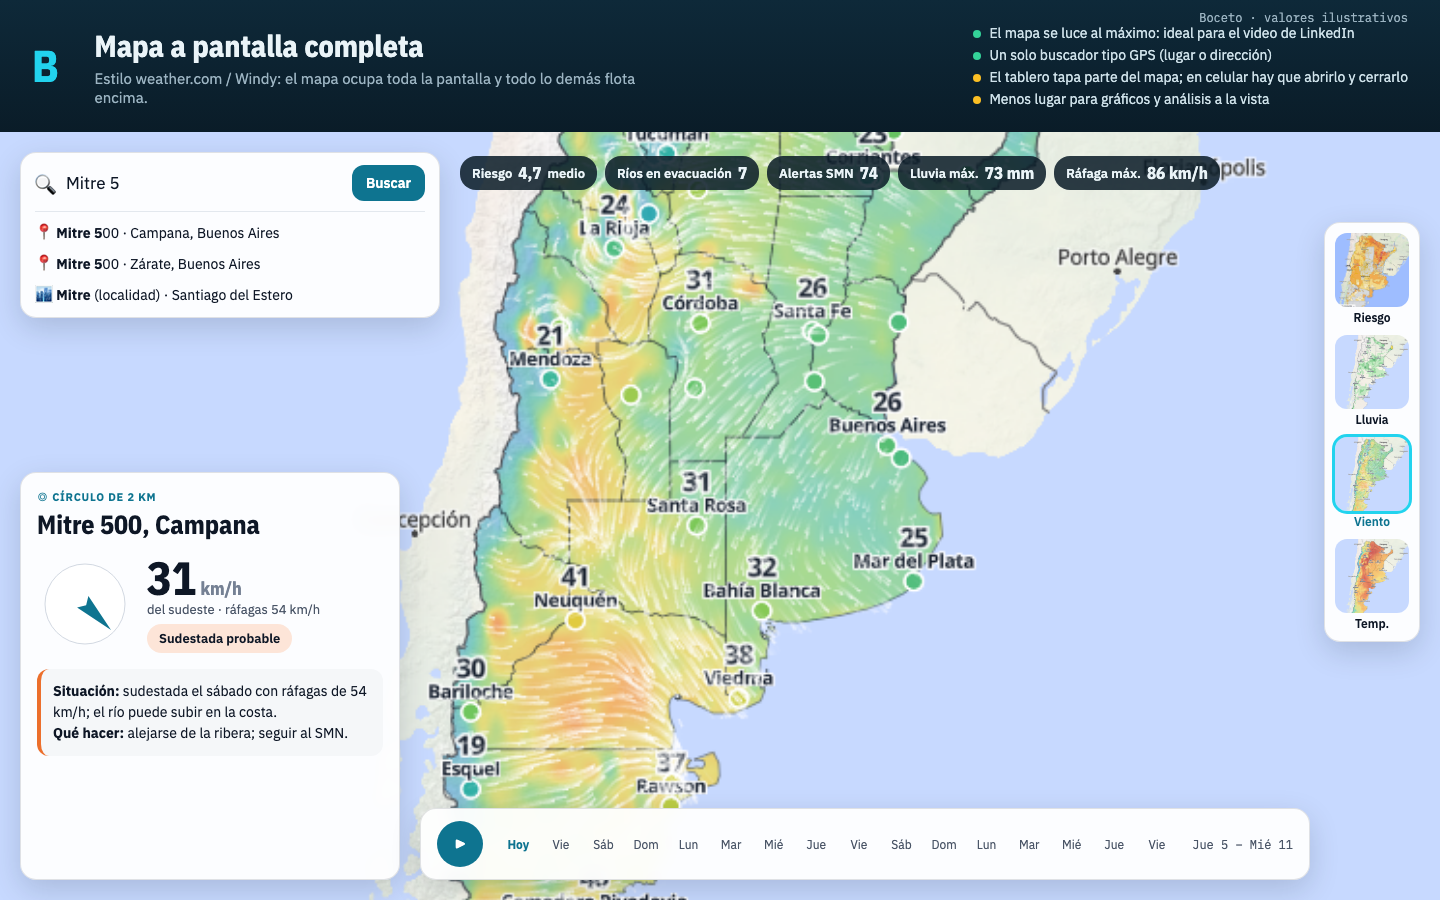 Boceto · valores ilustrativos
B
Mapa a pantalla completa
Estilo weather.com / Windy: el mapa ocupa toda la pantalla y todo lo demás flota
encima.
El mapa se luce al máximo: ideal para el video de LinkedIn
Un solo buscador tipo GPS (lugar o dirección)
El tablero tapa parte del mapa; en celular hay que abrirlo y cerrarlo
Menos lugar para gráficos y análisis a la vista
Mitre 5
Buscar
Mitre 500 · Campana, Buenos Aires
Mitre 500 · Zárate, Buenos Aires
Mitre (localidad) · Santiago del Estero
Riesgo 4,7 medio
Ríos en evacuación 7
Alertas SMN 74
Lluvia máx. 73 mm
Ráfaga máx. 86 km/h
Tucumán
23
Corrientes
24
La Rioja
Porto Alegre
31
Córdoba
26
Santa Fe
21
Mendoza
26
Buenos Aires
31
Santa Rosa
25
Mar del Plata
32
Bahía Blanca
41
Neuquén
38
Viedma
30
Bariloche
19
Esquel
37
Rawson
Riesgo
Lluvia
Viento
Temp.
CÍRCULO DE 2 KM
Mitre 500, Campana
31 km/h
del sudeste · ráfagas 54 km/h
Sudestada probable
Situación: sudestada el sábado con ráfagas de 54
km/h; el río puede subir en la costa.
Qué hacer: alejarse de la ribera; seguir al SMN.
Hoy Vie Sáb Dom Lun Mar Mié Jue Vie Sáb Dom Lun Mar Mié Jue Vie Jue 5 – Mié 11